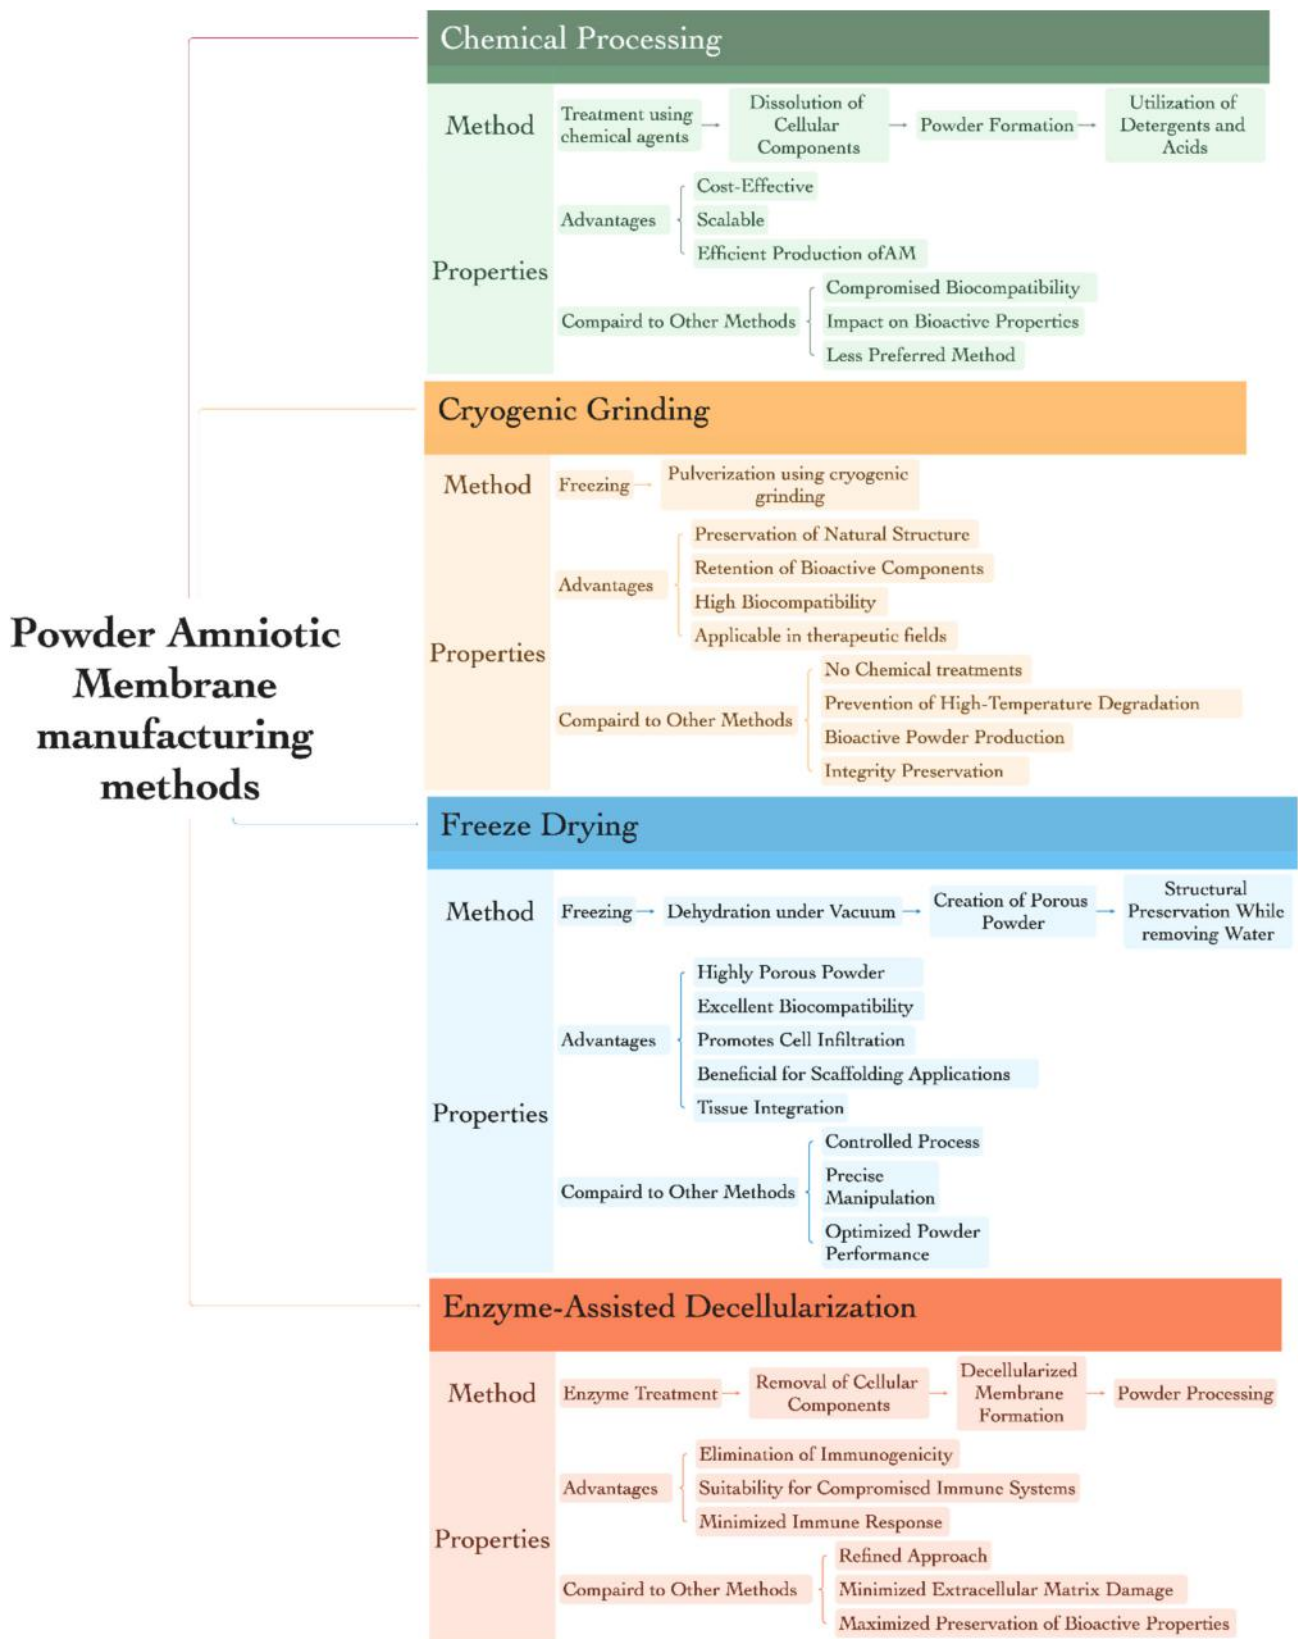 Powder Amniotic
Membrane
manufacturing
methods
Chemical Processing
Method
Treatment using
chemical agents
Dissolution of
Cellular
Components
Powder Formation
Utilization of
Detergents and
Acids
Properties
Advantages
Cost-Effective
Scalable
Efficient Production ofAM
Compaird to Other Methods
Compromised Biocompatibility
Impact on Bioactive Properties
Less Preferred Method
Cryogenic Grinding
Method
Freezing
Pulverization using cryogenic
grinding
Properties
Advantages
Preservation of Natural Structure
Retention of Bioactive Components
High Biocompatibility
Applicable in therapeutic fields
Compaird to Other Methods
No Chemical treatments
Prevention of High-Temperature Degradation
Bioactive Powder Production
Integrity Preservation
Freeze Drying
Method
Freezing
Dehydration under Vacuum
Creation of Porous
Powder
Structural
Preservation While
removing Water
Properties
Advantages
Highly Porous Powder
Excellent Biocompatibility
Promotes Cell Infiltration
Beneficial for Scaffolding Applications
Tissue Integration
Compaird to Other Methods
Controlled Process
Precise
Manipulation
Optimized Powder
Performance
Enzyme-Assisted Decellularization
Method
Enzyme Treatment
Removal of Cellular
Components
Decellularized
Membrane
Formation
Powder Processing
Properties
Advantages
Elimination of Immunogenicity
Suitability for Compromised Immune Systems
Minimized Immune Response
Compaird to Other Methods
Refined Approach
Minimized Extracellular Matrix Damage
Maximized Preservation of Bioactive Properties